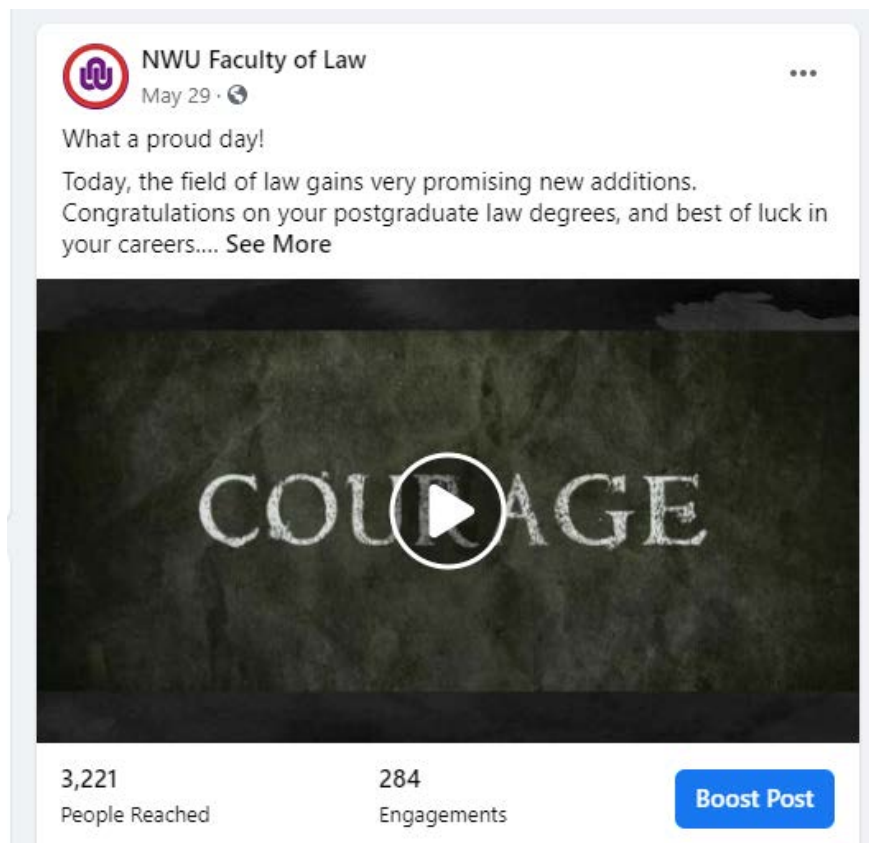 NWU Faculty of Law
May 29 ·
What a proud day!
Today, the field of law gains very promising new additions.
Congratulations on your postgraduate law degrees, and best of luck in
your careers.... See More
COURAGE
3,221
People Reached
284
Engagements
Boost Post